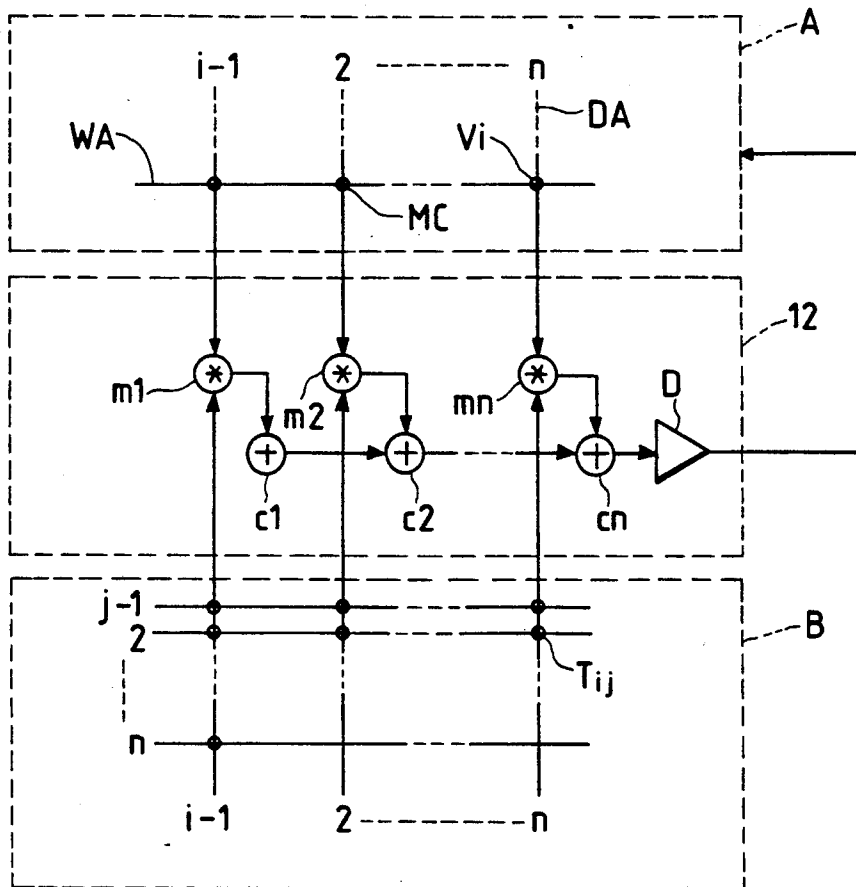 A
i-1 2 n
DA
WA
Vi
MC
12
m1 * m2 * mn * D
+ + +
c1 c2 cn
j-1
2
B
Tij
n
i-1 2 n